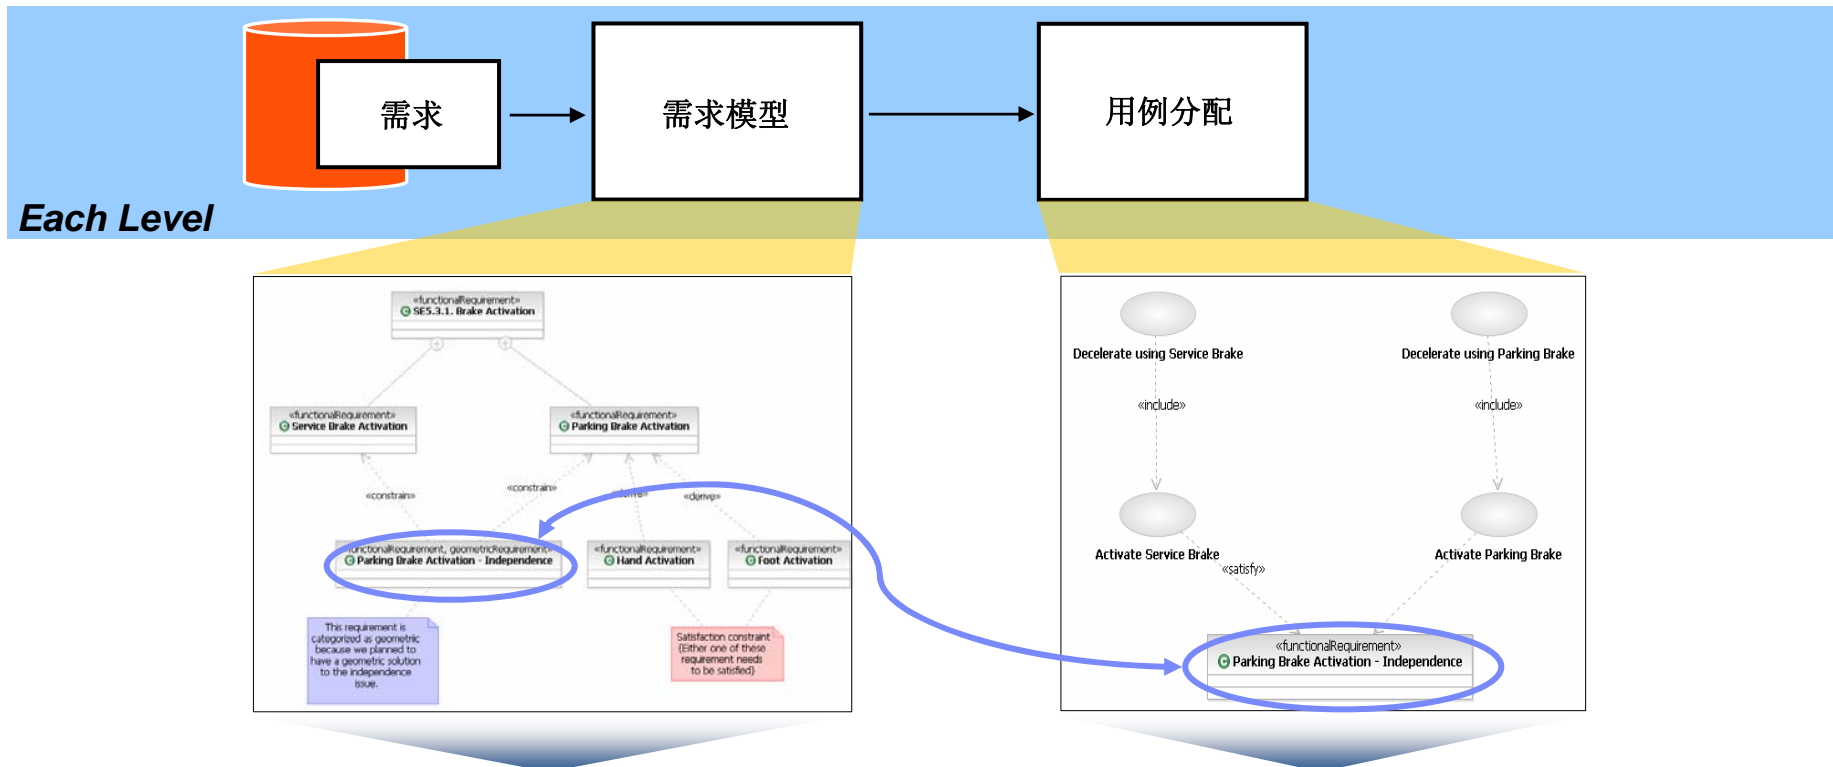 需求
需求模型
用例分配
Each Level
«functionalRequirement»
SE5.3.1. Brake Activation
«functionalRequirement»
Service Brake Activation
«functionalRequirement»
Parking Brake Activation
«constrain»
«constrain»
«derive»
«derive»
«functionalRequirement, geometricRequirement»
Parking Brake Activation - Independence
«functionalRequirement»
Hand Activation
«functionalRequirement»
Foot Activation
This requirement is
categorized as geometric
because we planned to
have a geometric solution
to the independence
issue.
Satisfaction constraint
{Either one of these
requirement needs
to be satisfied}
Decelerate using Service Brake
Decelerate using Parking Brake
«include»
«include»
Activate Service Brake
Activate Parking Brake
«satisfy»
«functionalRequirement»
Parking Brake Activation - Independence